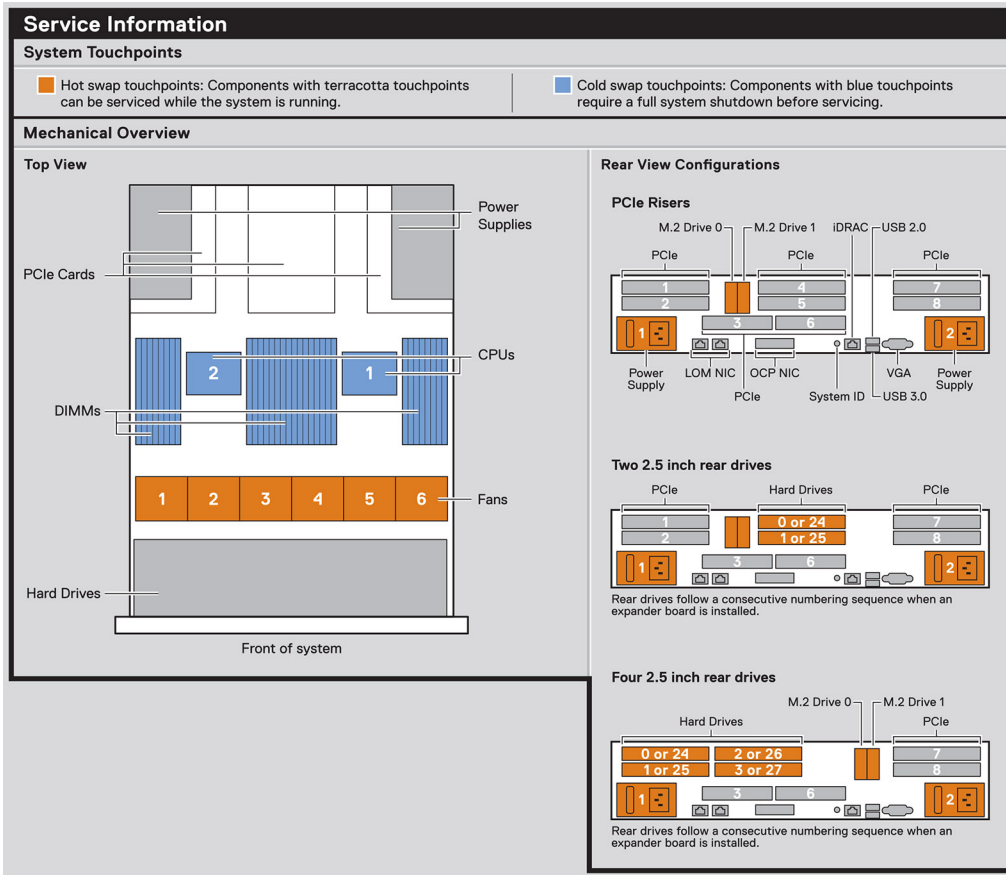 Service Information
System Touchpoints
Hot swap touchpoints: Components with terracotta touchpoints
can be serviced while the system is running.
Cold swap touchpoints: Components with blue touchpoints
require a full system shutdown before servicing.
Mechanical Overview
Top View
Power
Supplies
PCIe Cards
CPUs
2
1
DIMMs
1 2 3 4 5 6
Fans
Hard Drives
Front of system
Rear View Configurations
PCIe Risers
M.2 Drive 0 M.2 Drive 1 iDRAC USB 2.0
PCIe PCIe PCIe
1 4 7
2 5 8
1 3 6 2
Power
Supply
LOM NIC OCP NIC VGA
Power
Supply
PCIe System ID USB 3.0
Two 2.5 inch rear drives
PCIe Hard Drives PCIe
1 0 or 24 7
2 1 or 25 8
1 3 6 2
Rear drives follow a consecutive numbering sequence when an
expander board is installed.
Four 2.5 inch rear drives
M.2 Drive 0 M.2 Drive 1
Hard Drives PCIe
0 or 24 2 or 26 7
1 or 25 3 or 27 8
1 3 6 2
Rear drives follow a consecutive numbering sequence when an
expander board is installed.